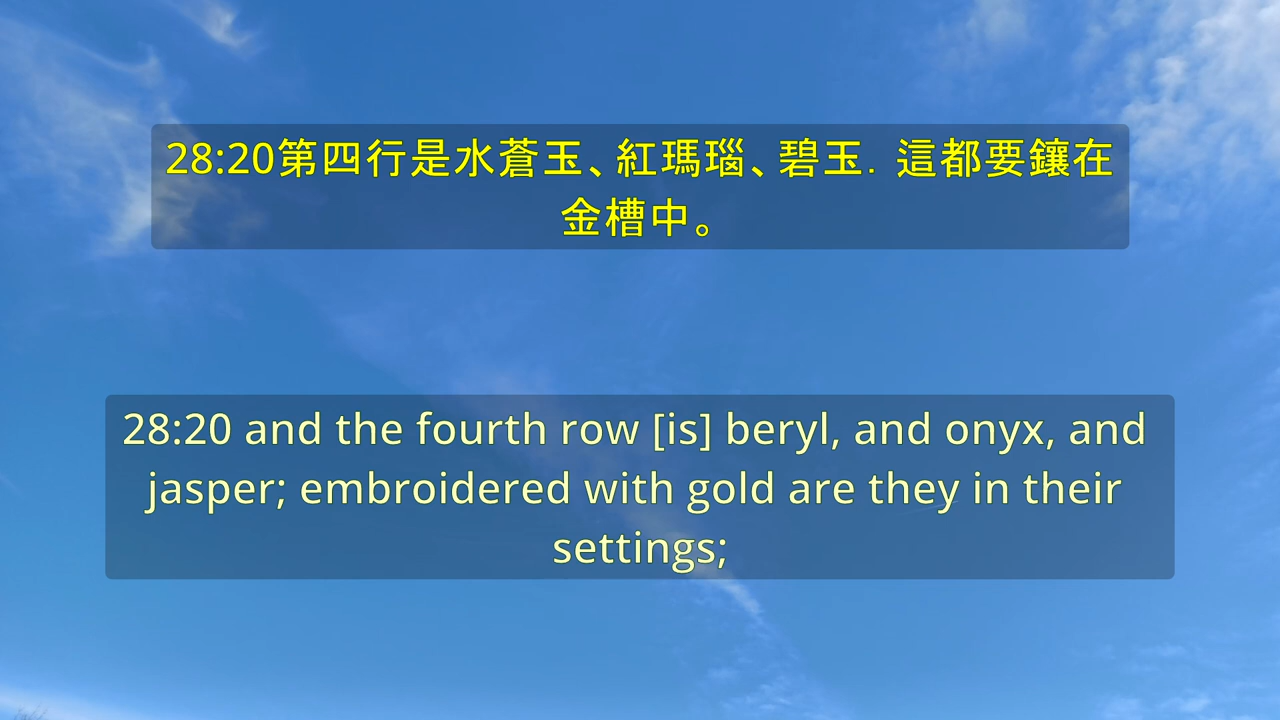 28:20第四行是水蒼玉、紅瑪瑙、碧玉．這都要鑲在
金槽中。
28:20 and the fourth row [is] beryl, and onyx, and
jasper; embroidered with gold are they in their
settings;